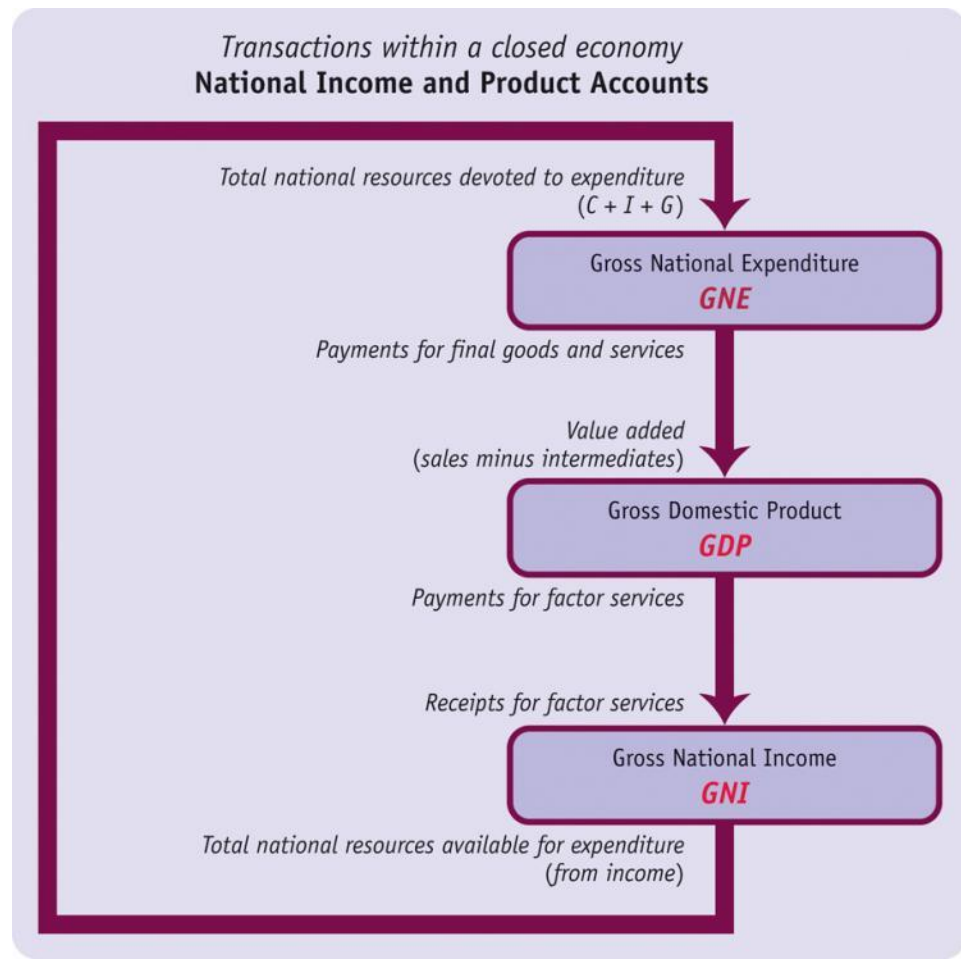 Transactions within a closed economy
National Income and Product Accounts
Total national resources devoted to expenditure
(C + I + G)
Gross National Expenditure
GNE
Payments for final goods and services
Value added
(sales minus intermediates)
Gross Domestic Product
GDP
Payments for factor services
Receipts for factor services
Gross National Income
GNI
Total national resources available for expenditure
(from income)